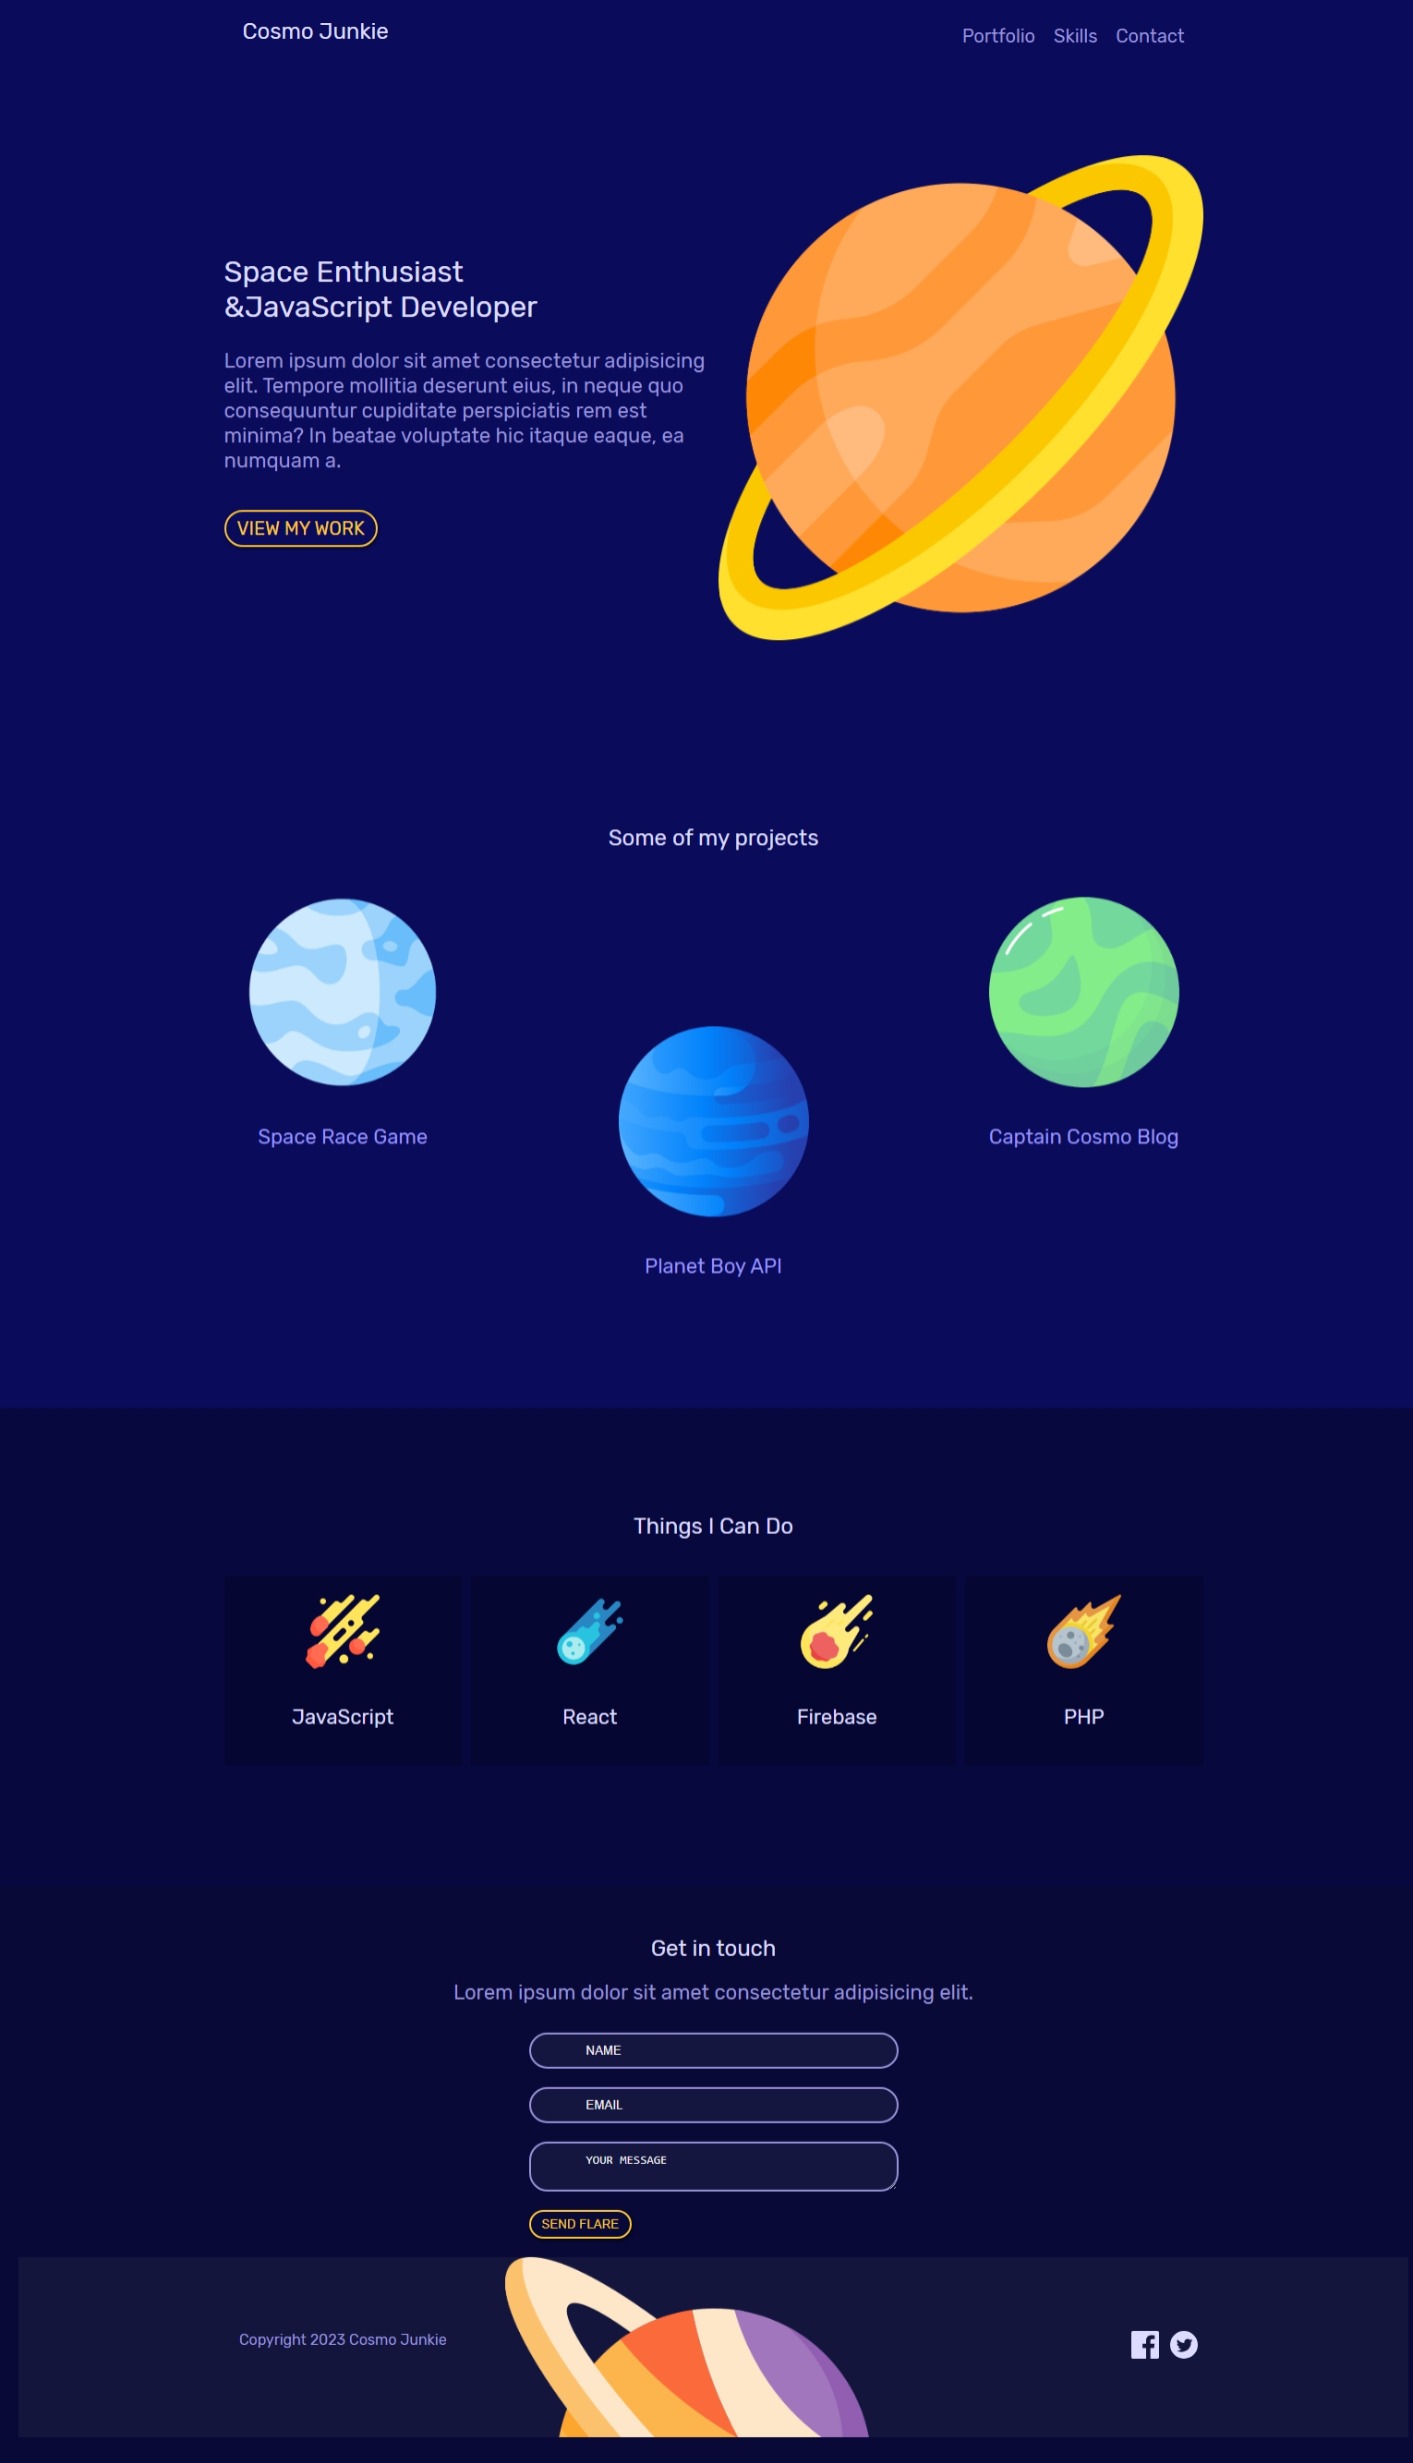 Cosmo Junkie
Portfolio Skills Contact
Space Enthusiast
&JavaScript Developer
Lorem ipsum dolor sit amet consectetur adipisicing
elit. Tempore mollitia deserunt eius, in neque quo
consequuntur cupiditate perspiciatis rem est
minima? In beatae voluptate hic itaque eaque, ea
numquam a.
VIEW MY WORK
Some of my projects
Space Race Game
Captain Cosmo Blog
Planet Boy API
Things I Can Do
JavaScript
React
Firebase
PHP
Get in touch
Lorem ipsum dolor sit amet consectetur adipisicing elit.
NAME
EMAIL
YOUR MESSAGE
SEND FLARE
Copyright 2023 Cosmo Junkie